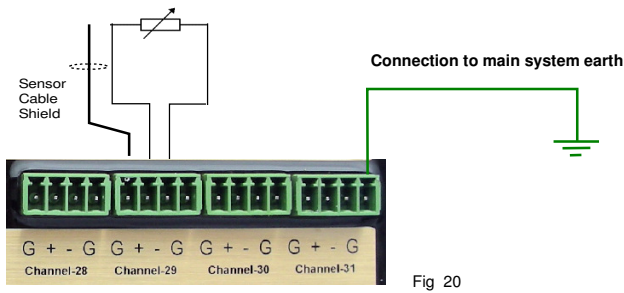 Connection to main system earth
Sensor
Cable
Shield
G + - G G + - G G + - G G + - G
Channel-28 Channel-29 Channel-30 Channel-31
Fig 20